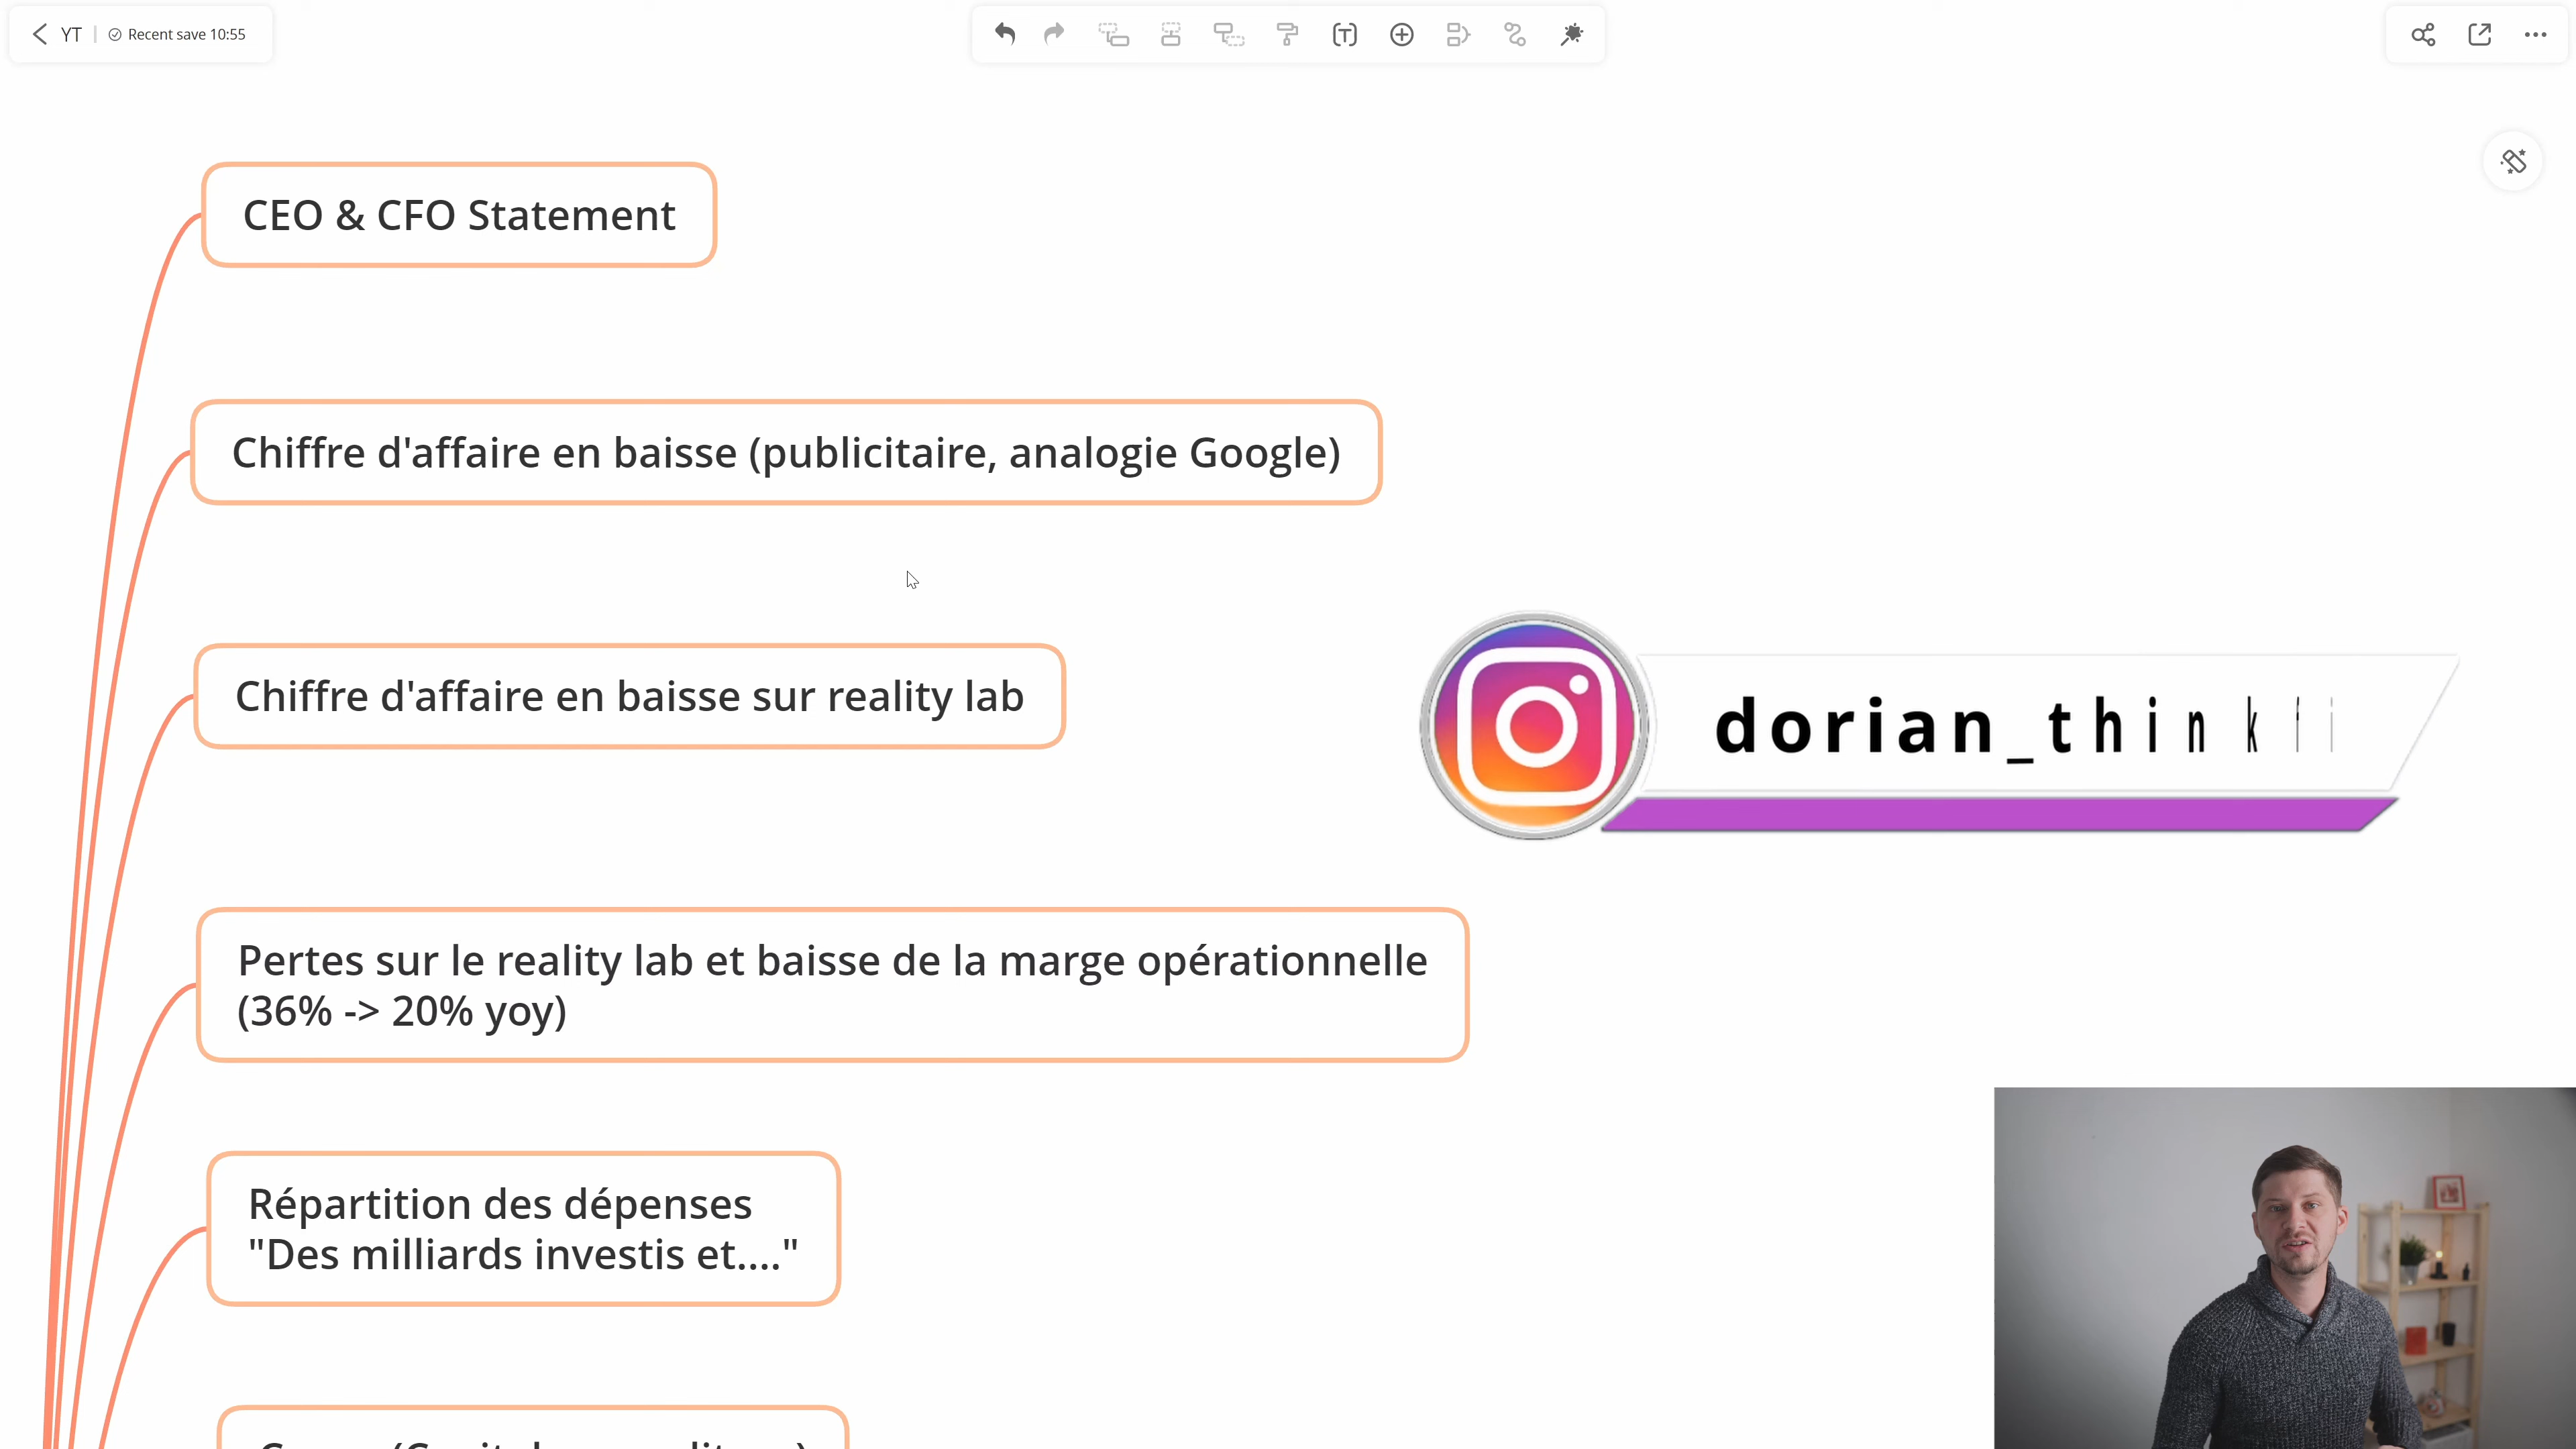 YT
Recent save 10:55
CEO & CFO Statement
Chiffre d'affaire en baisse (publicitaire, analogie Google)
Chiffre d'affaire en baisse sur reality lab
dorian_thinkfi
Pertes sur le reality lab et baisse de la marge opérationnelle
(36% -> 20% yoy)
Répartition des dépenses
"Des milliards investis et...."